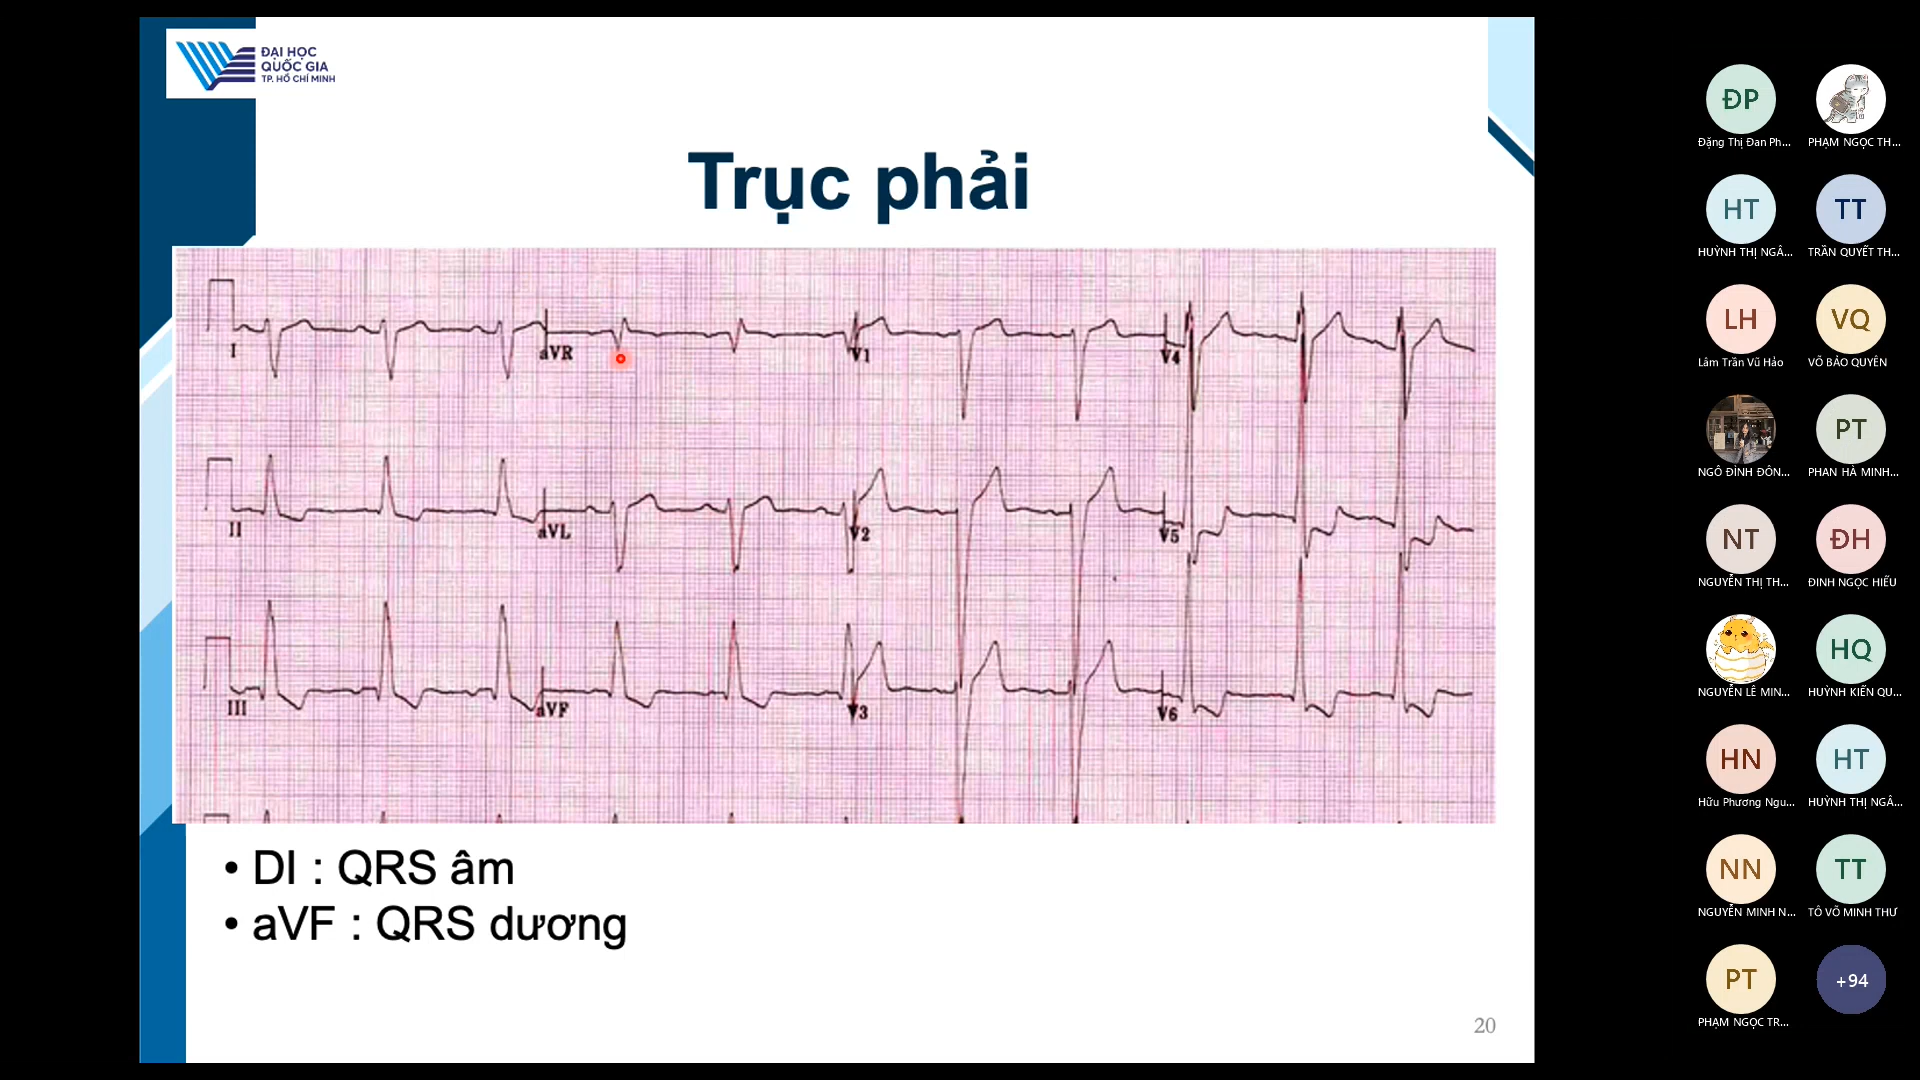 ĐẠI HỌC
QUỐC GIA
TP. HỒ CHÍ MINH
Trục phải
I
aVR
V1
V4
II
aVL
V2
V5
III
aVF
V3
V6
• DI : QRS âm
• aVF : QRS dương
20
ĐP
Đặng Thị Đan Ph...
PHẠM NGỌC TH...
HT
TT
HUỲNH THỊ NGÂ...
TRẦN QUYẾT TH...
LH
VQ
Lâm Trần Vũ Hảo
VÕ BẢO QUYÊN
PT
NGÔ ĐÌNH ĐÔN...
PHAN HÀ MINH...
NT
ĐH
NGUYỄN THỊ TH...
ĐINH NGỌC HIẾU
HQ
NGUYỄN LÊ MIN...
HUỲNH KIẾN QU...
HN
HT
Hữu Phương Ngu...
HUỲNH THỊ NGÂ...
NN
TT
NGUYỄN MINH N...
TÔ VÕ MINH THƯ
PT
+94
PHẠM NGỌC TR...